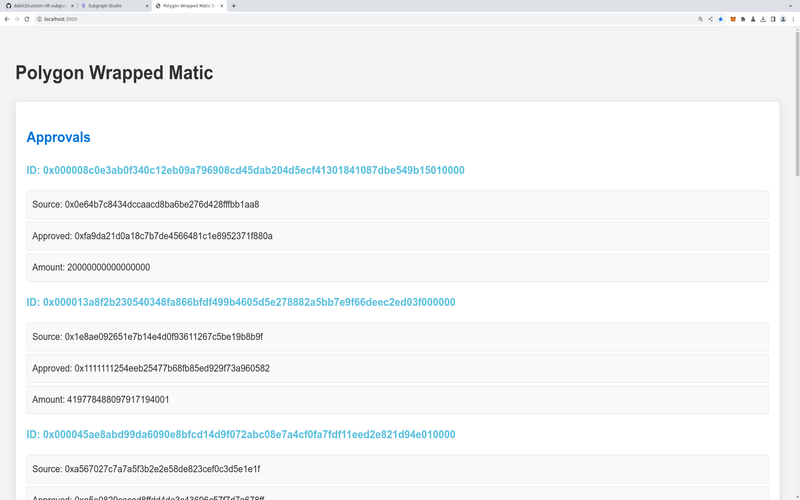 dabit3/custom-nft-subgra
Subgraph Studio
Polygon Wrapped Matic
localhost:3000
Polygon Wrapped Matic
Approvals
ID: 0x000008c0e3ab0f340c12eb09a796908cd45dab204d5ecf41301841087dbe549b15010000
Source: 0x0e64b7c8434dccaacd8ba6be276d428fffbb1aa8
Approved: 0xfa9da21d0a18c7b7de4566481c1e8952371f880a
Amount: 20000000000000000
ID: 0x000013a8f2b230540348fa866bfdf499b4605d5e278882a5bb7e9f66deec2ed03f000000
Source: 0x1e8ae092651e7b14e4d0f93611267c5be19b8b9f
Approved: 0x1111111254eeb25477b68fb85ed929f73a960582
Amount: 419778488097917194001
ID: 0x000045ae8abd99da6090e8bfcd14d9f072abc08e7a4cf0fa7fdf11eed2e821d94e010000
Source: 0xa567027c7a7a5f3b2e2e58de823cef0c3d5e1e1f
Approved: